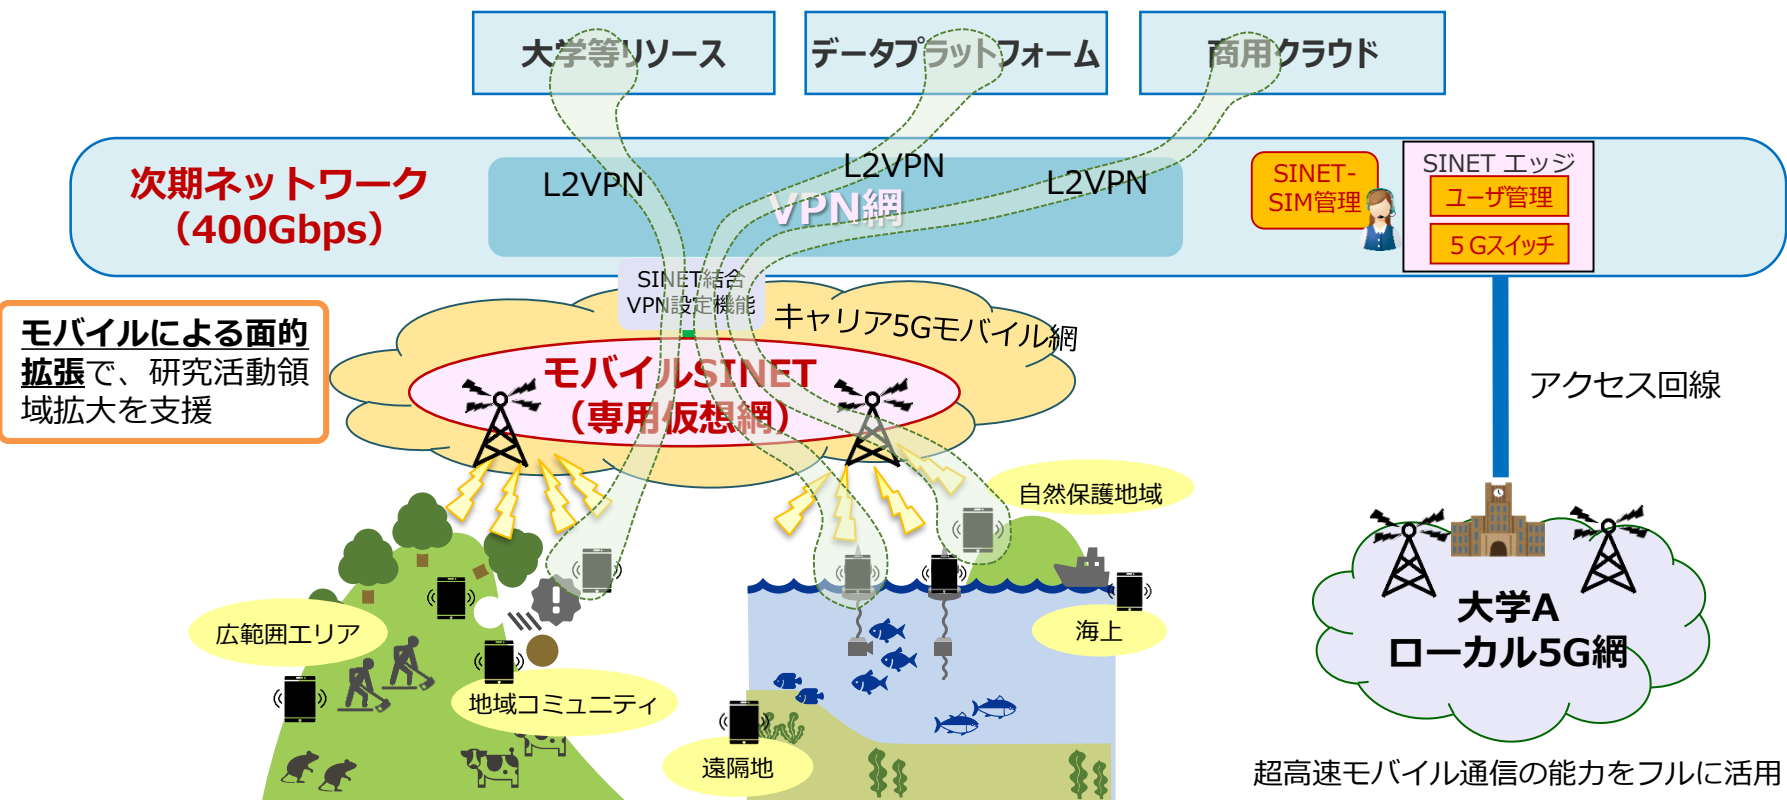 大学等リソース
データプラットフォーム
商用クラウド
次期ネットワーク
（400Gbps）
L2VPN
L2VPN
L2VPN
VPN網
SINET-
SIM管理
SINET エッジ
ユーザ管理
５Gスイッチ
SINET結合
VPN設定機能
キャリア5Gモバイル網
モバイルによる面的
拡張で、研究活動領
域拡大を支援
モバイルSINET
（専用仮想網）
アクセス回線
自然保護地域
広範囲エリア
海上
地域コミュニティ
遠隔地
大学A
ローカル5G網
超高速モバイル通信の能力をフルに活用